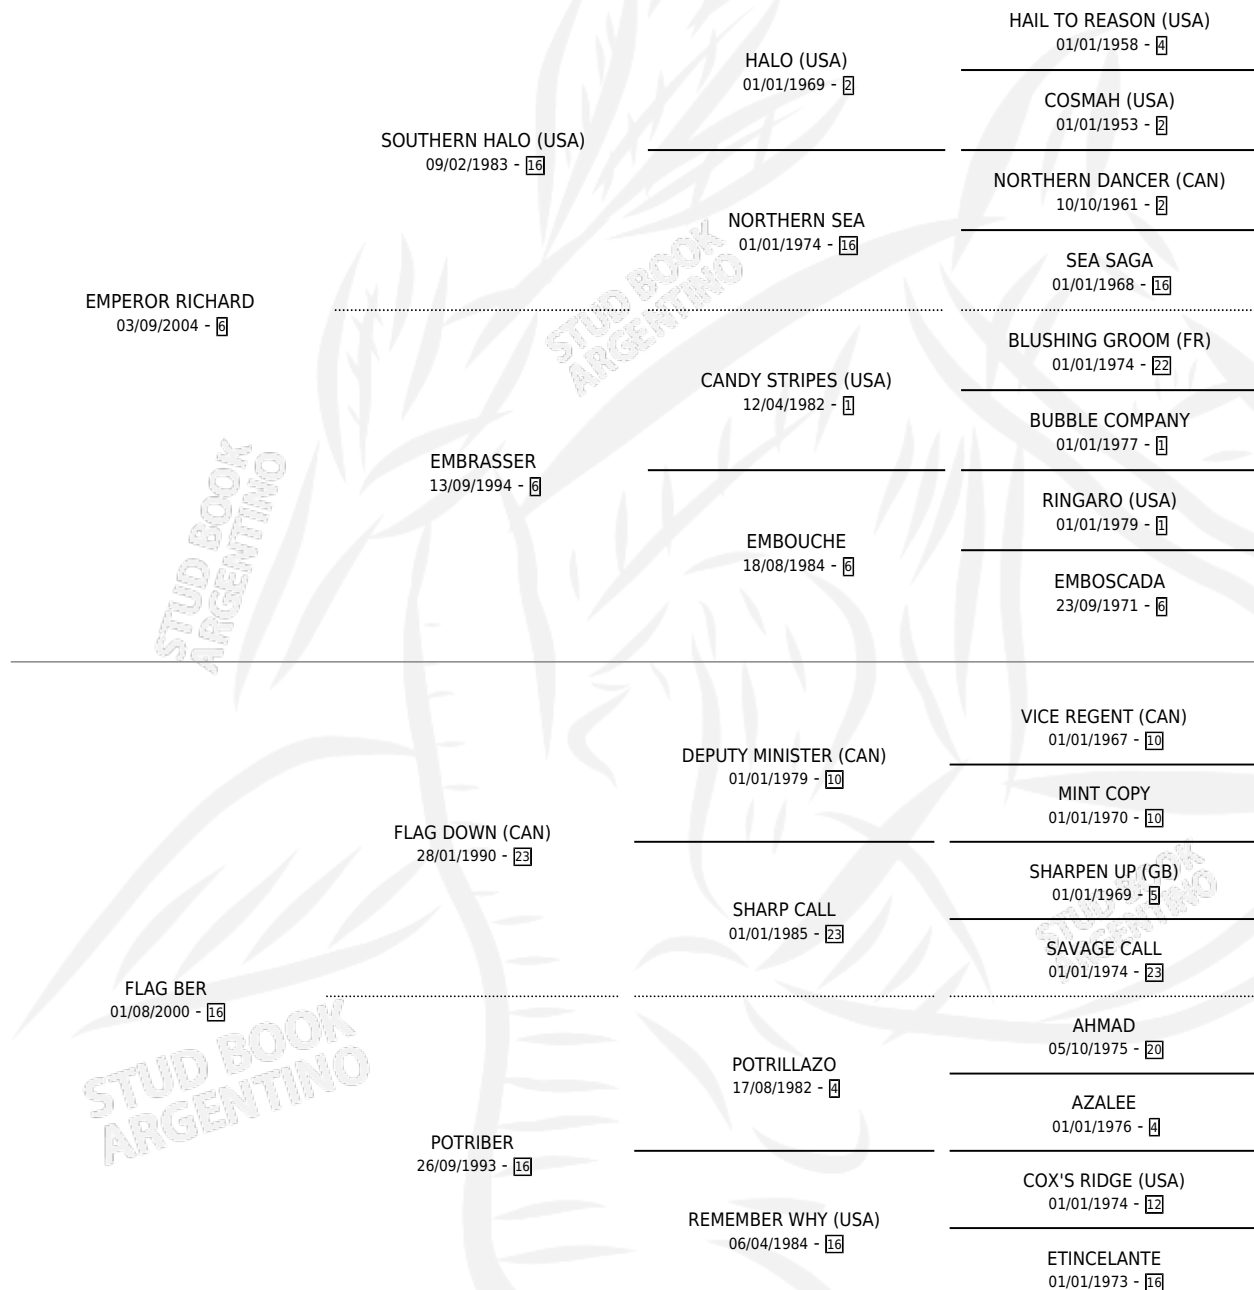 HAIL TO REASON (USA)
01/01/1958 - 4
HALO (USA)
01/01/1969 - 2
COSMAH (USA)
01/01/1953 - 2
SOUTHERN HALO (USA)
09/02/1983 - 16
NORTHERN DANCER (CAN)
10/10/1961 - 2
NORTHERN SEA
01/01/1974 - 16
SEA SAGA
01/01/1968 - 16
EMPEROR RICHARD
03/09/2004 - 6
BLUSHING GROOM (FR)
01/01/1974 - 22
CANDY STRIPES (USA)
12/04/1982 - 1
BUBBLE COMPANY
01/01/1977 - 1
EMBRASSER
13/09/1994 - 6
RINGARO (USA)
01/01/1979 - 1
EMBOUCHE
18/08/1984 - 6
EMBOSCADA
23/09/1971 - 6
STUD BOOK
ARGENTINO
STUD BOOK
ARGENTINO
VICE REGENT (CAN)
01/01/1967 - 10
DEPUTY MINISTER (CAN)
01/01/1979 - 10
MINT COPY
01/01/1970 - 10
FLAG DOWN (CAN)
28/01/1990 - 23
SHARPEN UP (GB)
01/01/1969 - 5
SHARP CALL
01/01/1985 - 23
SAVAGE CALL
01/01/1974 - 23
FLAG BER
01/08/2000 - 16
AHMAD
05/10/1975 - 20
POTRILLAZO
17/08/1982 - 4
AZALEE
01/01/1976 - 4
POTRIBER
26/09/1993 - 16
COX'S RIDGE (USA)
01/01/1974 - 12
REMEMBER WHY (USA)
06/04/1984 - 16
ETINCELANTE
01/01/1973 - 16
STUD BOOK
ARGENTINO
STUD BOOK
ARGENTINO